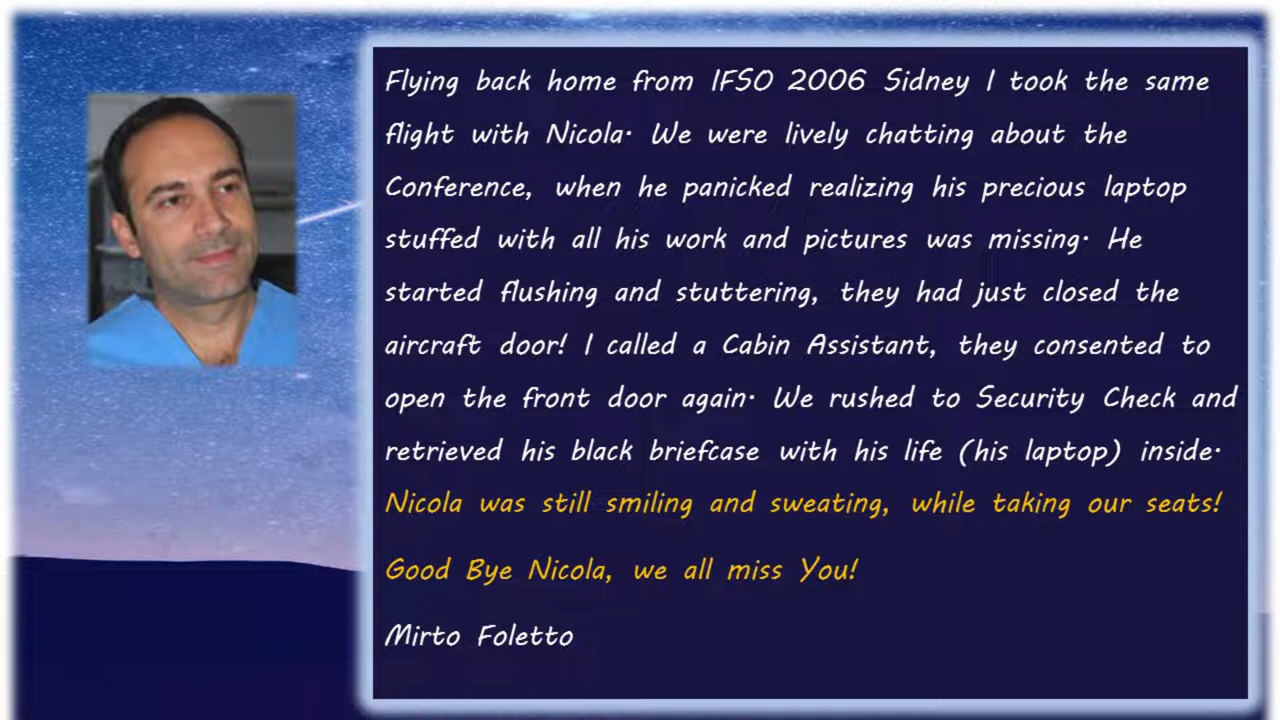 Flying back home from IFSO 2006 Sidney I took the same
flight with Nicola. We were lively chatting about the
Conference, when he panicked realizing his precious laptop
stuffed with all his work and pictures was missing. He
started flushing and stuttering, they had just closed the
aircraft door! I called a Cabin Assistant, they consented to
open the front door again. We rushed to Security Check and
retrieved his black briefcase with his life (his laptop) inside.
Nicola was still smiling and sweating, while taking our seats!
Good Bye Nicola, we all miss You!
Mirto Foletto